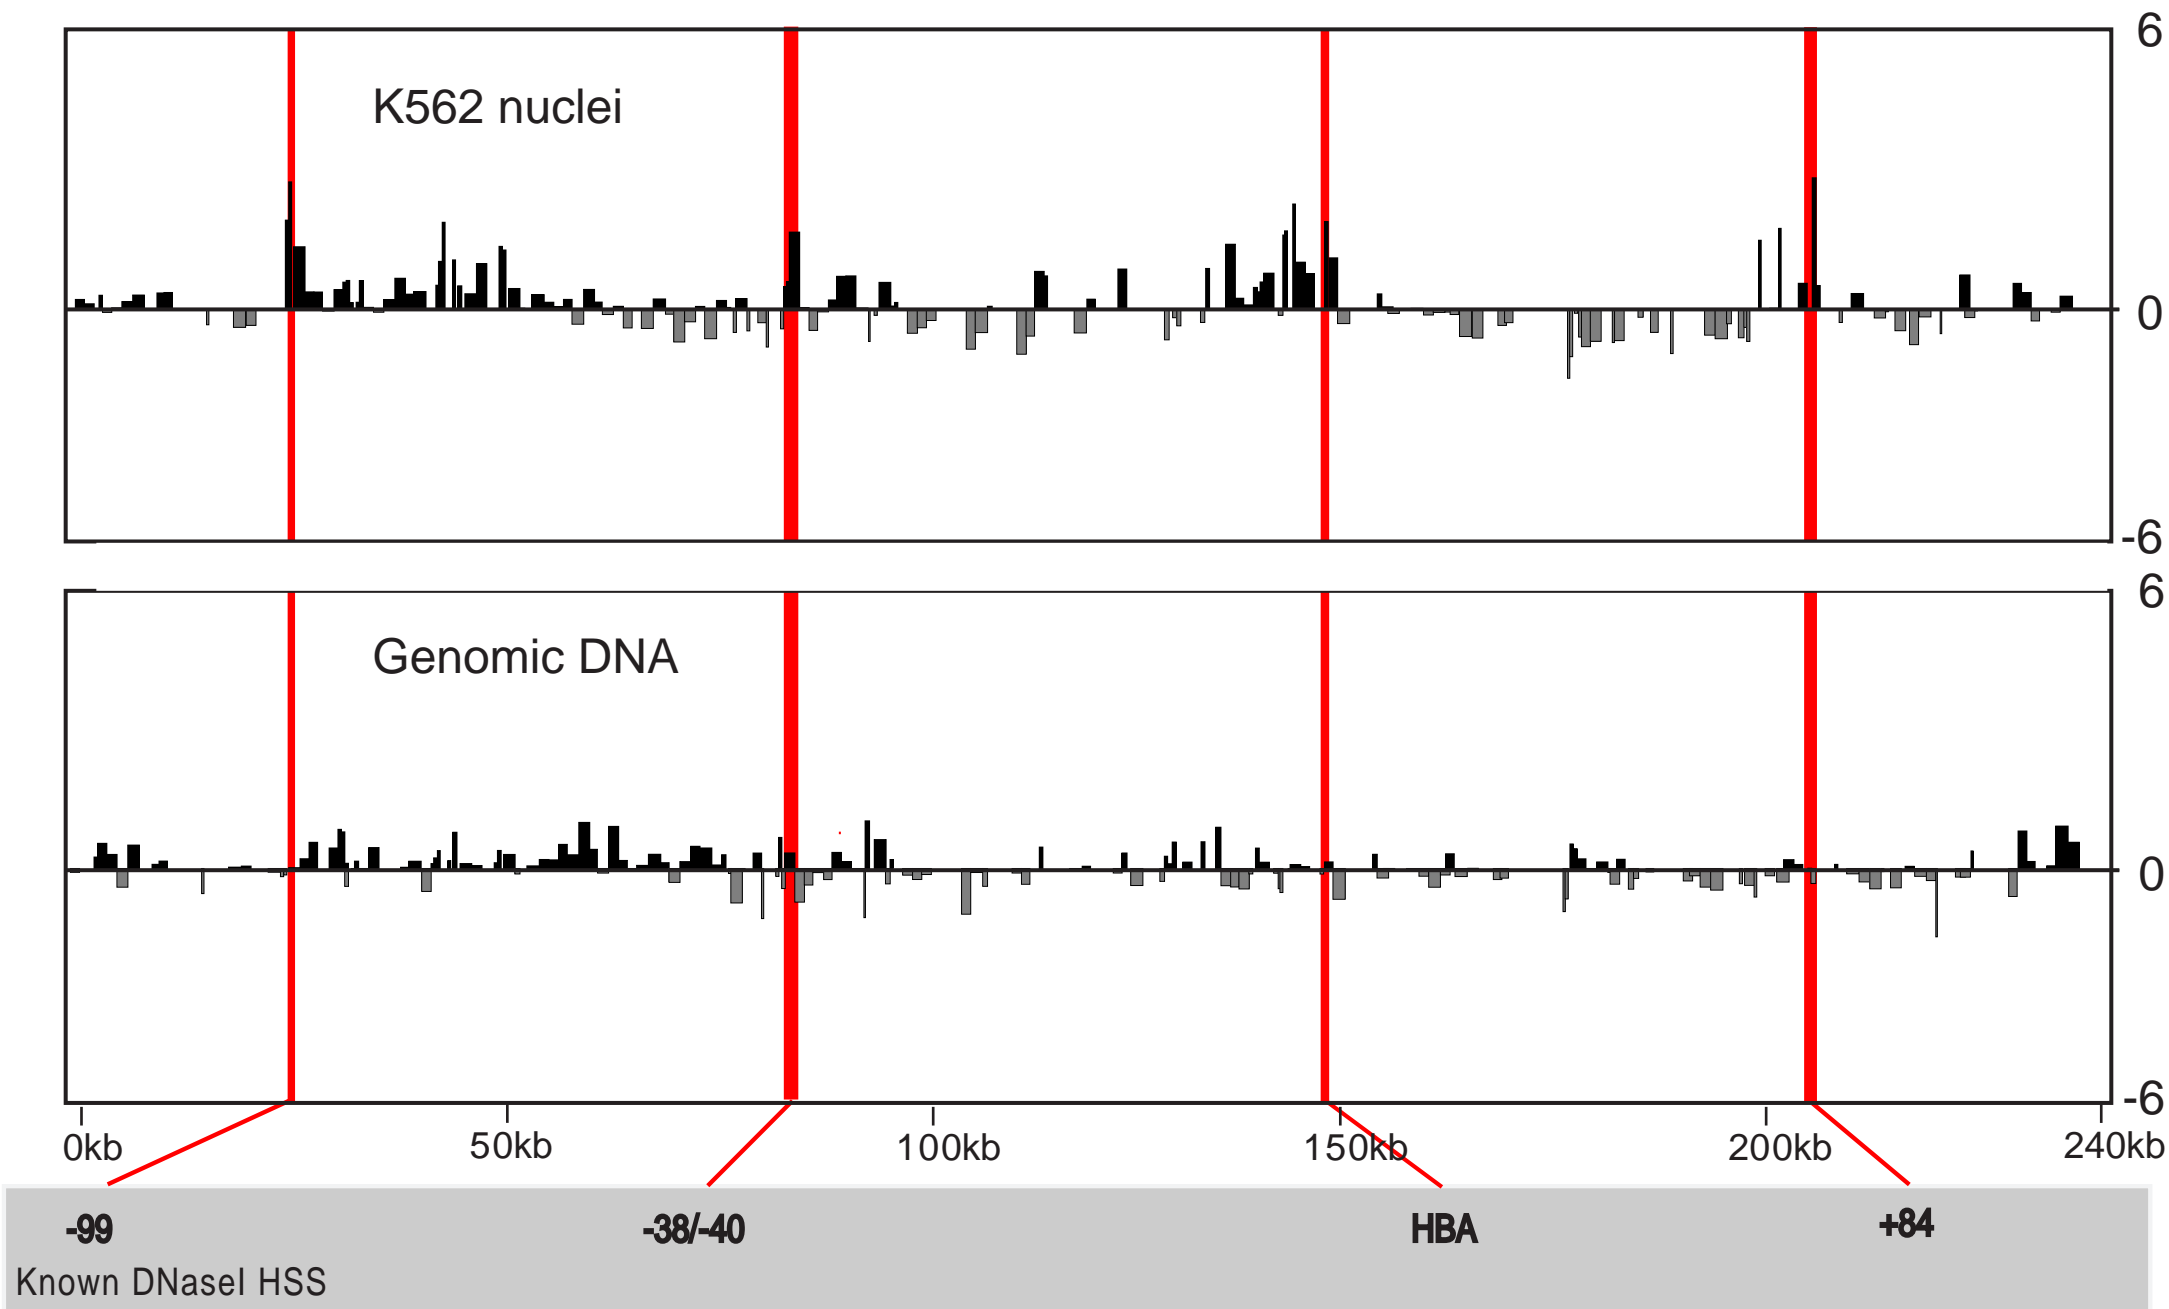 6
K562 nuclei
0
-6
6
Genomic DNA
0
-6
0kb 50kb 100kb 150kb 200kb 240kb
-99 -38/-40 HBA +84
Known DNaseI HSS